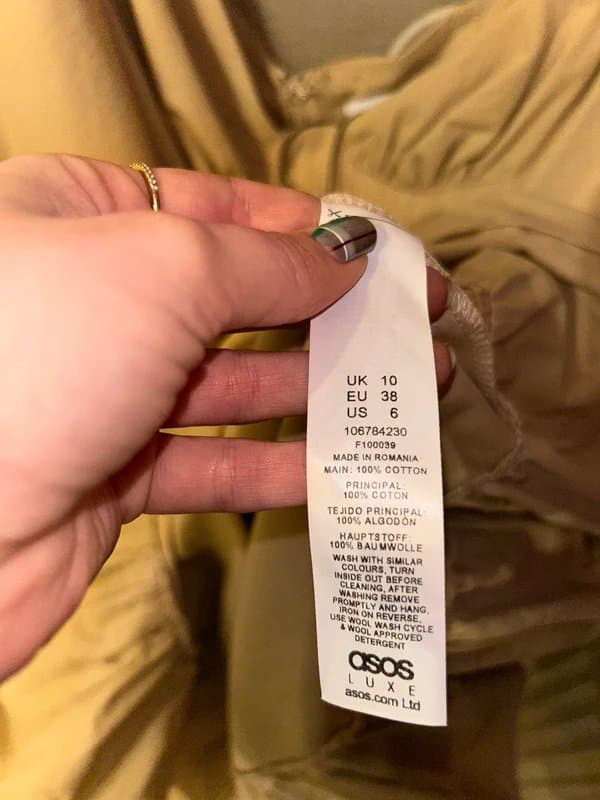 UK 10
EU 38
US 6
106784230
F100039
MADE IN ROMANIA
MAIN: 100% COTTON
PRINCIPAL:
100% COTON
TEJIDO PRINCIPAL:
100% ALGODÓN
HAUPTSTOFF:
100% BAUMWOLLE
WASH WITH SIMILAR
COLOURS, TURN
INSIDE OUT BEFORE
CLEANING, AFTER
WASHING REMOVE
PROMPTLY AND HANG,
IRON ON REVERSE,
USE WOOL WASH CYCLE
& WOOL APPROVED
DETERGENT
asos
LUXE
asos.com Ltd